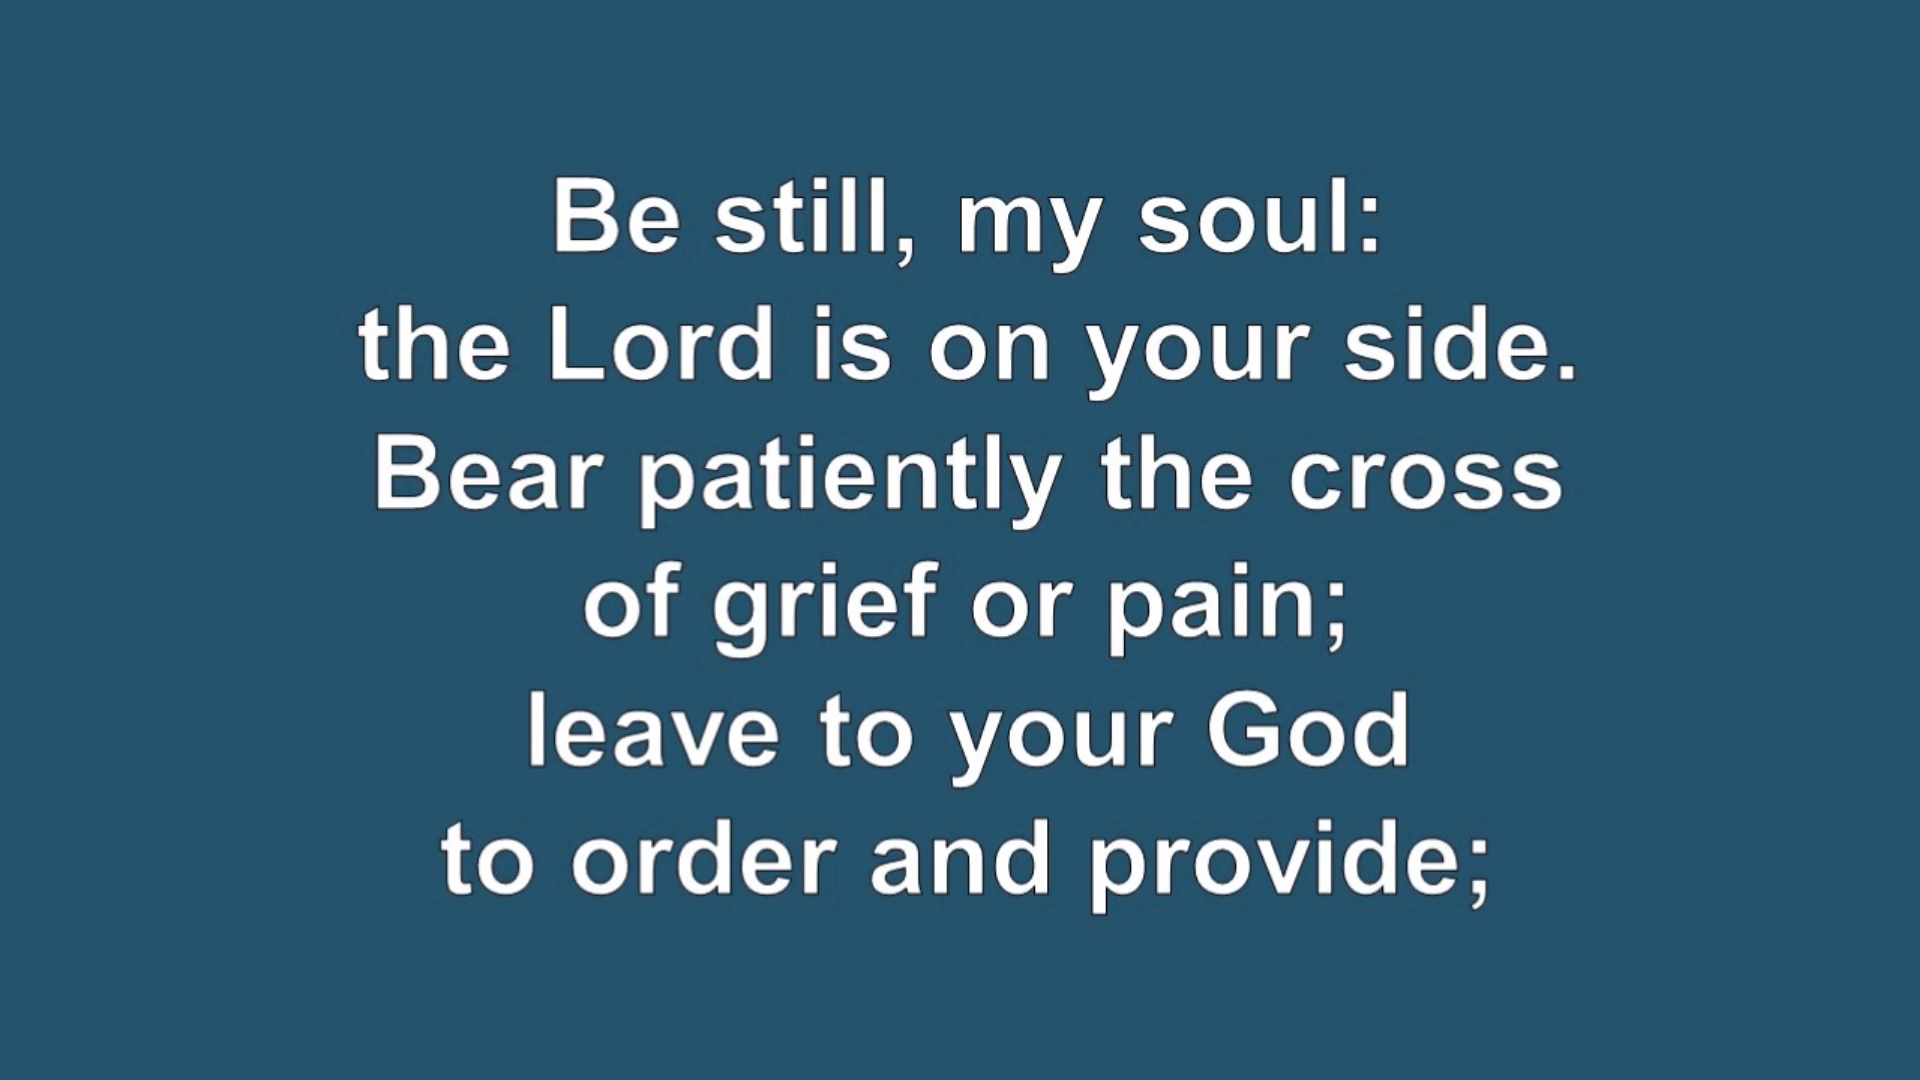 Be still, my soul:
the Lord is on your side.
Bear patiently the cross
of grief or pain;
leave to your God
to order and provide;